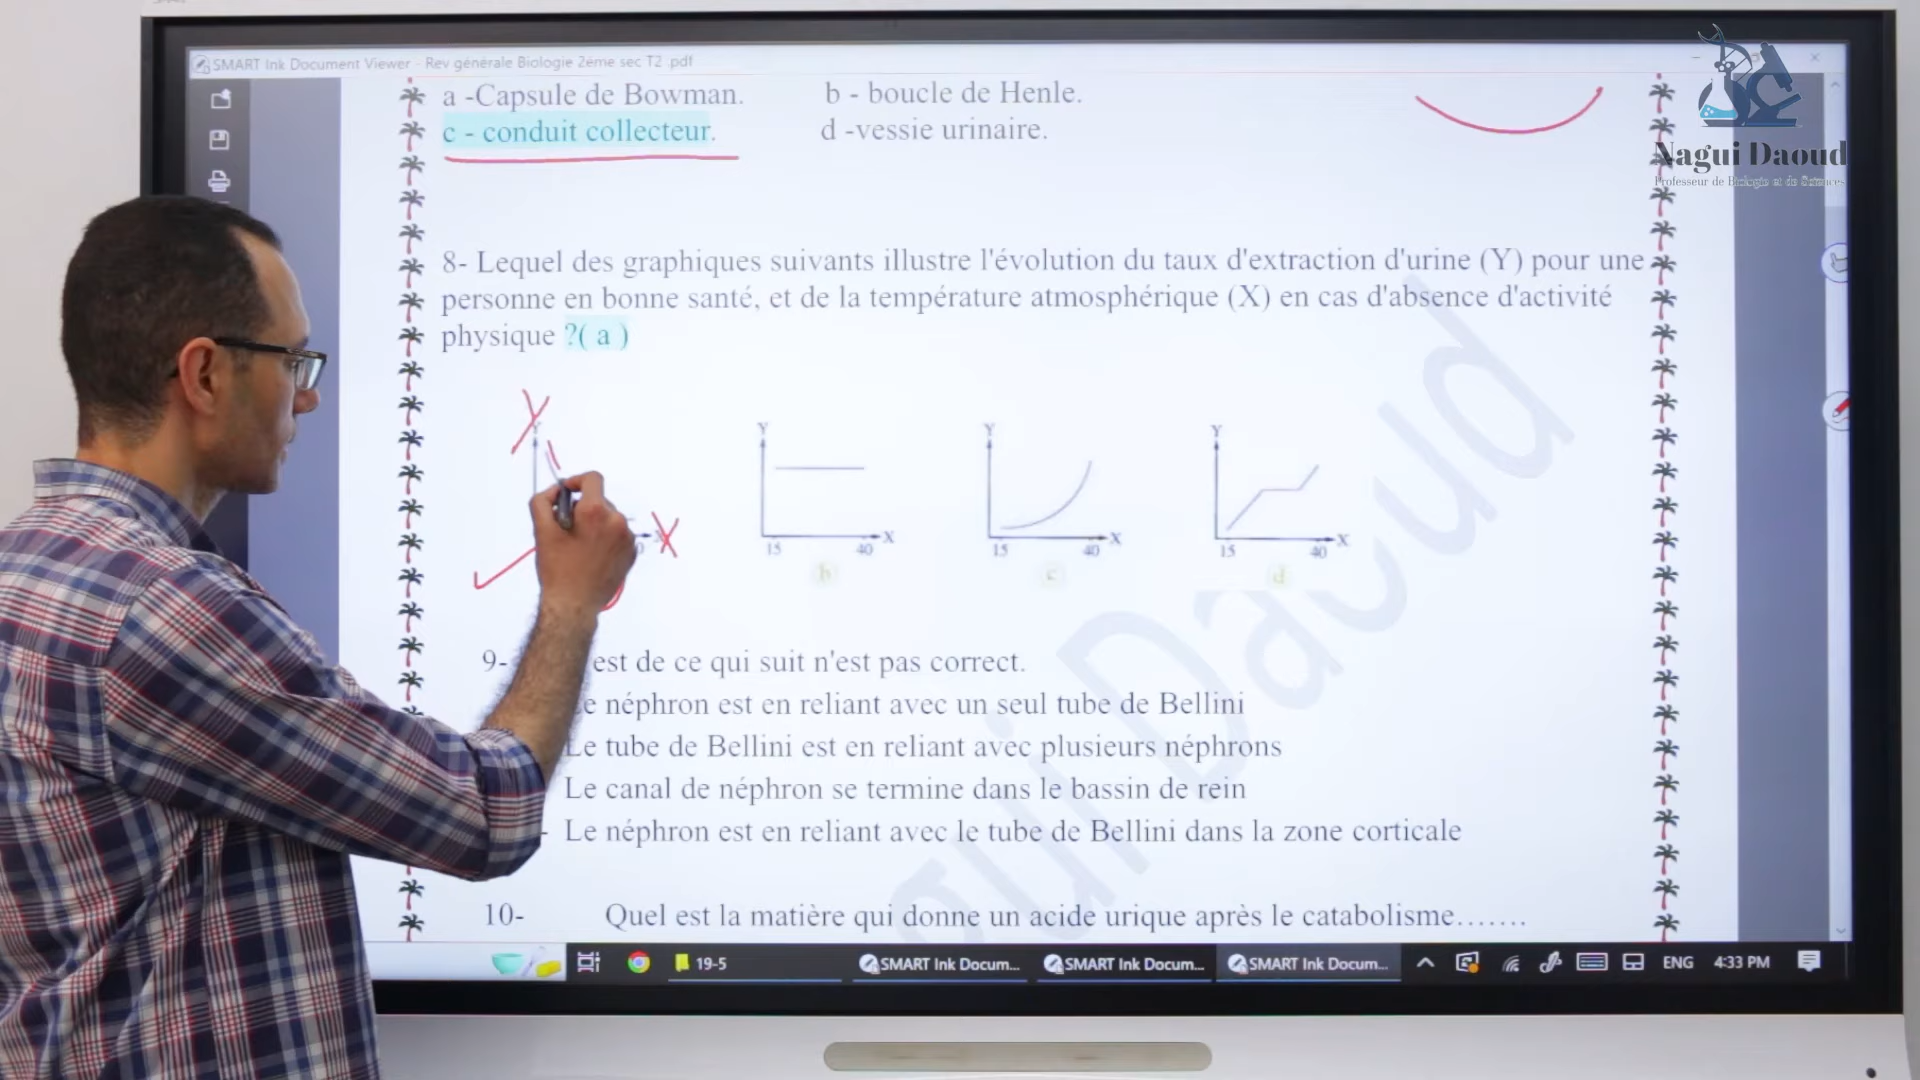 SMART Ink Document Viewer - Rev générale Biologie 2ème sec T2 .pdf
a -Capsule de Bowman. b - boucle de Henle.
c - conduit collecteur. d -vessie urinaire.
Nagui Daoud
Professeur de Biologie et de Sciences
8- Lequel des graphiques suivants illustre l'évolution du taux d'extraction d'urine (Y) pour une
personne en bonne santé, et de la température atmosphérique (X) en cas d'absence d'activité
physique ?( a )
Y
Y Y Y Y
X
X X X
15 40 15 40 15 40
b c d
9- est de ce qui suit n'est pas correct.
néphron est en reliant avec un seul tube de Bellini
Le tube de Bellini est en reliant avec plusieurs néphrons
Le canal de néphron se termine dans le bassin de rein
- Le néphron est en reliant avec le tube de Bellini dans la zone corticale
10- Quel est la matière qui donne un acide urique après le catabolisme.......
19-5 SMART Ink Docum... SMART Ink Docum... SMART Ink Docum... ENG 4:33 PM